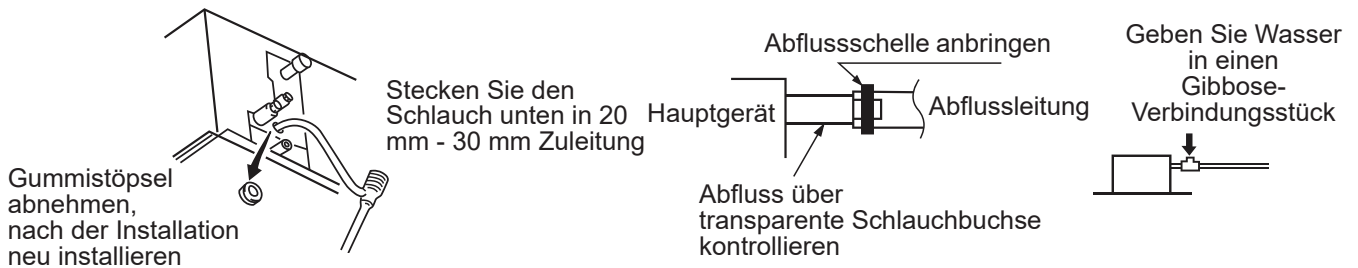 Gummistöpsel
abnehmen,
nach der Installation
neu installieren
Stecken Sie den
Schlauch unten in 20
mm - 30 mm Zuleitung
Abflussschelle anbringen
Hauptgerät
Abflussleitung
Abfluss über
transparente Schlauchbuchse
kontrollieren
Geben Sie Wasser
in einen
Gibbose-
Verbindungsstück